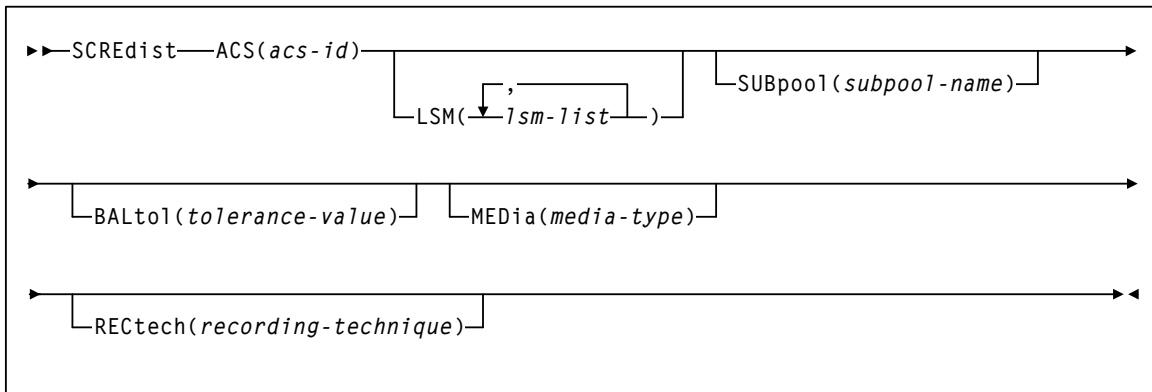 SCREdist ACS(acs-id) SUBpool(subpool-name)
,
LSM( lsm-list )
BALtol(tolerance-value) MEDia(media-type)
RECtech(recording-technique)